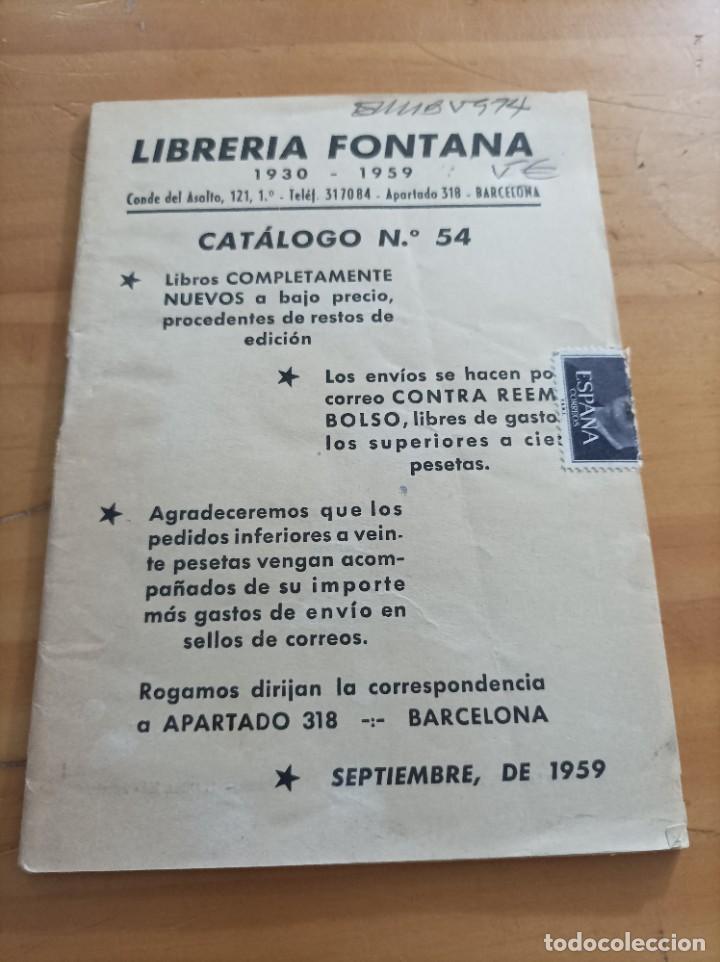 LIBRERIA FONTANA
1930 - 1959
Conde del Asalto, 121, 1.º - Teléf. 317084 - Apartado 318 - BARCELONA
CATÁLOGO N.º 54
★ Libros COMPLETAMENTE
NUEVOS a bajo precio,
procedentes de restos de
edición
★ Los envíos se hacen po
correo CONTRA REEM
BOLSO, libres de gasto
los superiores a cie
pesetas.
ESPAÑA
CORREOS
★ Agradeceremos que los
pedidos inferiores a vein-
te pesetas vengan acom-
pañados de su importe
más gastos de envío en
sellos de correos.
Rogamos dirijan la correspondencia
a APARTADO 318 -:- BARCELONA
★ SEPTIEMBRE, DE 1959
todocoleccion